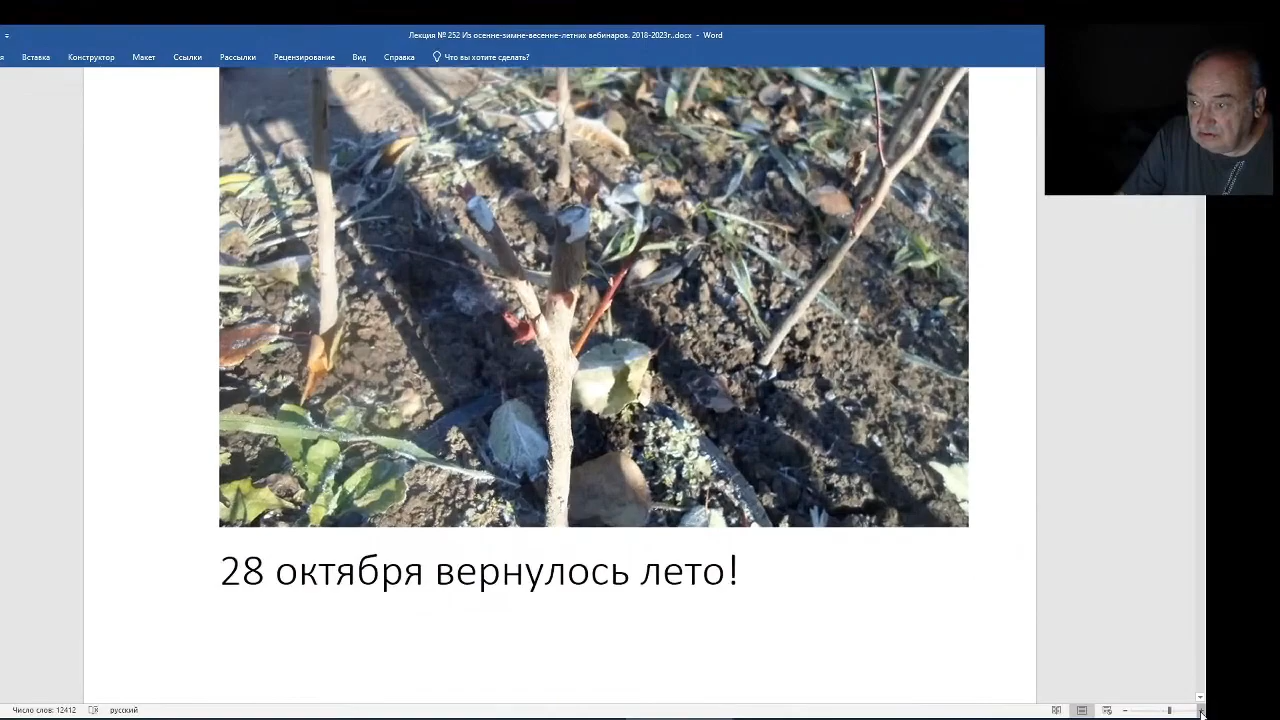 Лекция № 252 Из осенне-зимне-весенне-летних вебинаров. 2018-2023г..docx - Word
я Вставка Конструктор Макет Ссылки Рассылки Рецензирование Вид Справка Что вы хотите сделать?
28 октября вернулось лето!
Число слов: 12412 русский